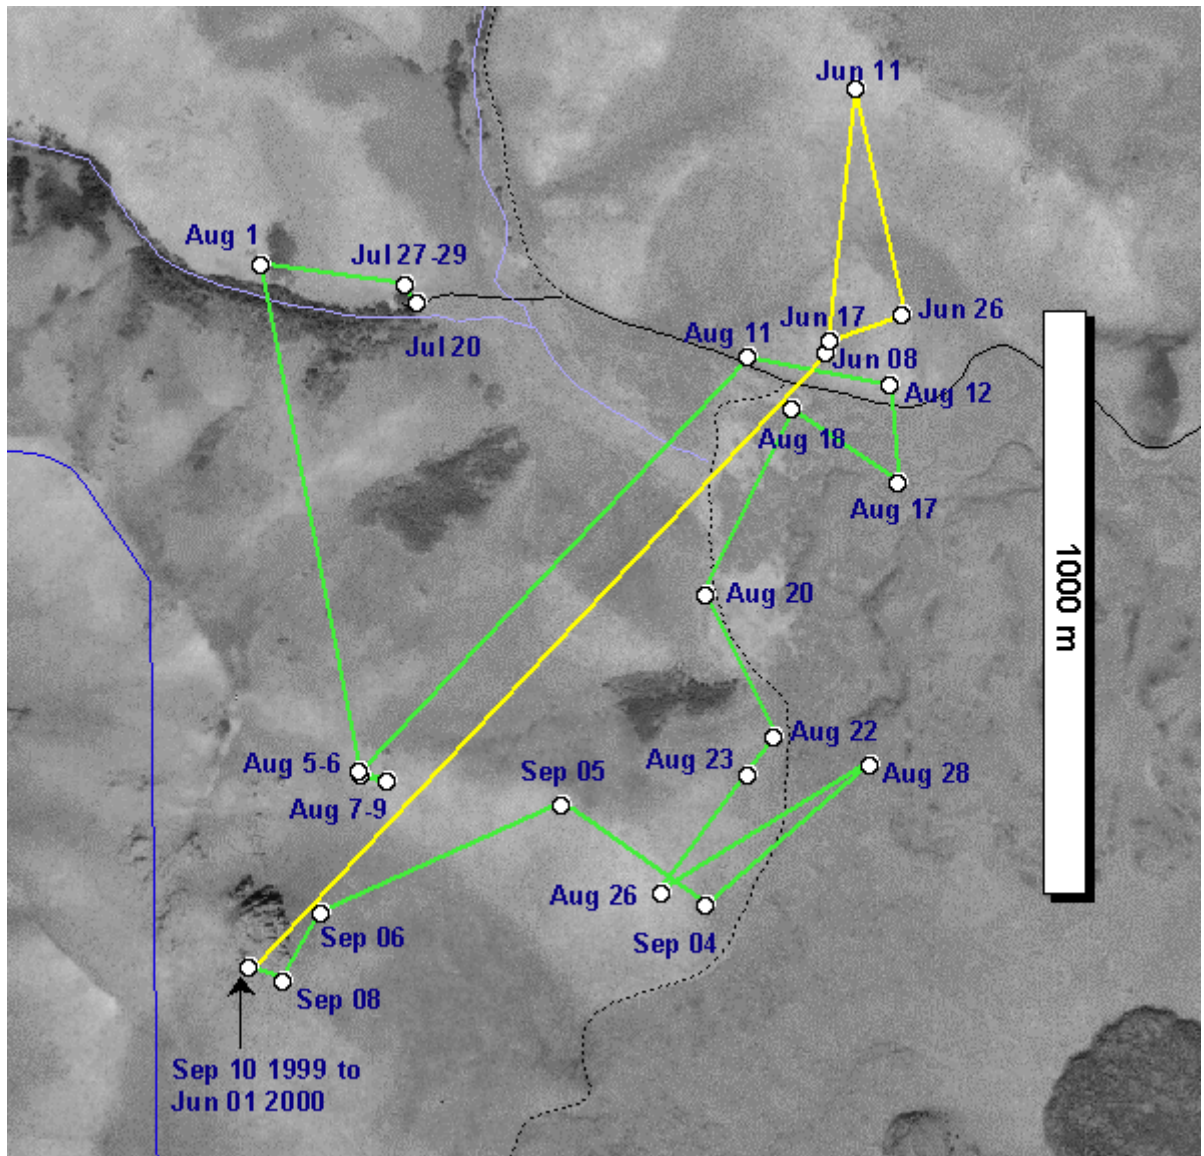 Jun 11
Aug 1
Jul 27-29
Jun 26
Jun 17
Jul 20
Aug 11
Jun 08
Aug 12
Aug 18
Aug 17
1000 m
Aug 20
Aug 22
Aug 5-6
Aug 23
Aug 28
Sep 05
Aug 7-9
Aug 26
Sep 06
Sep 04
Sep 08
Sep 10 1999 to
Jun 01 2000